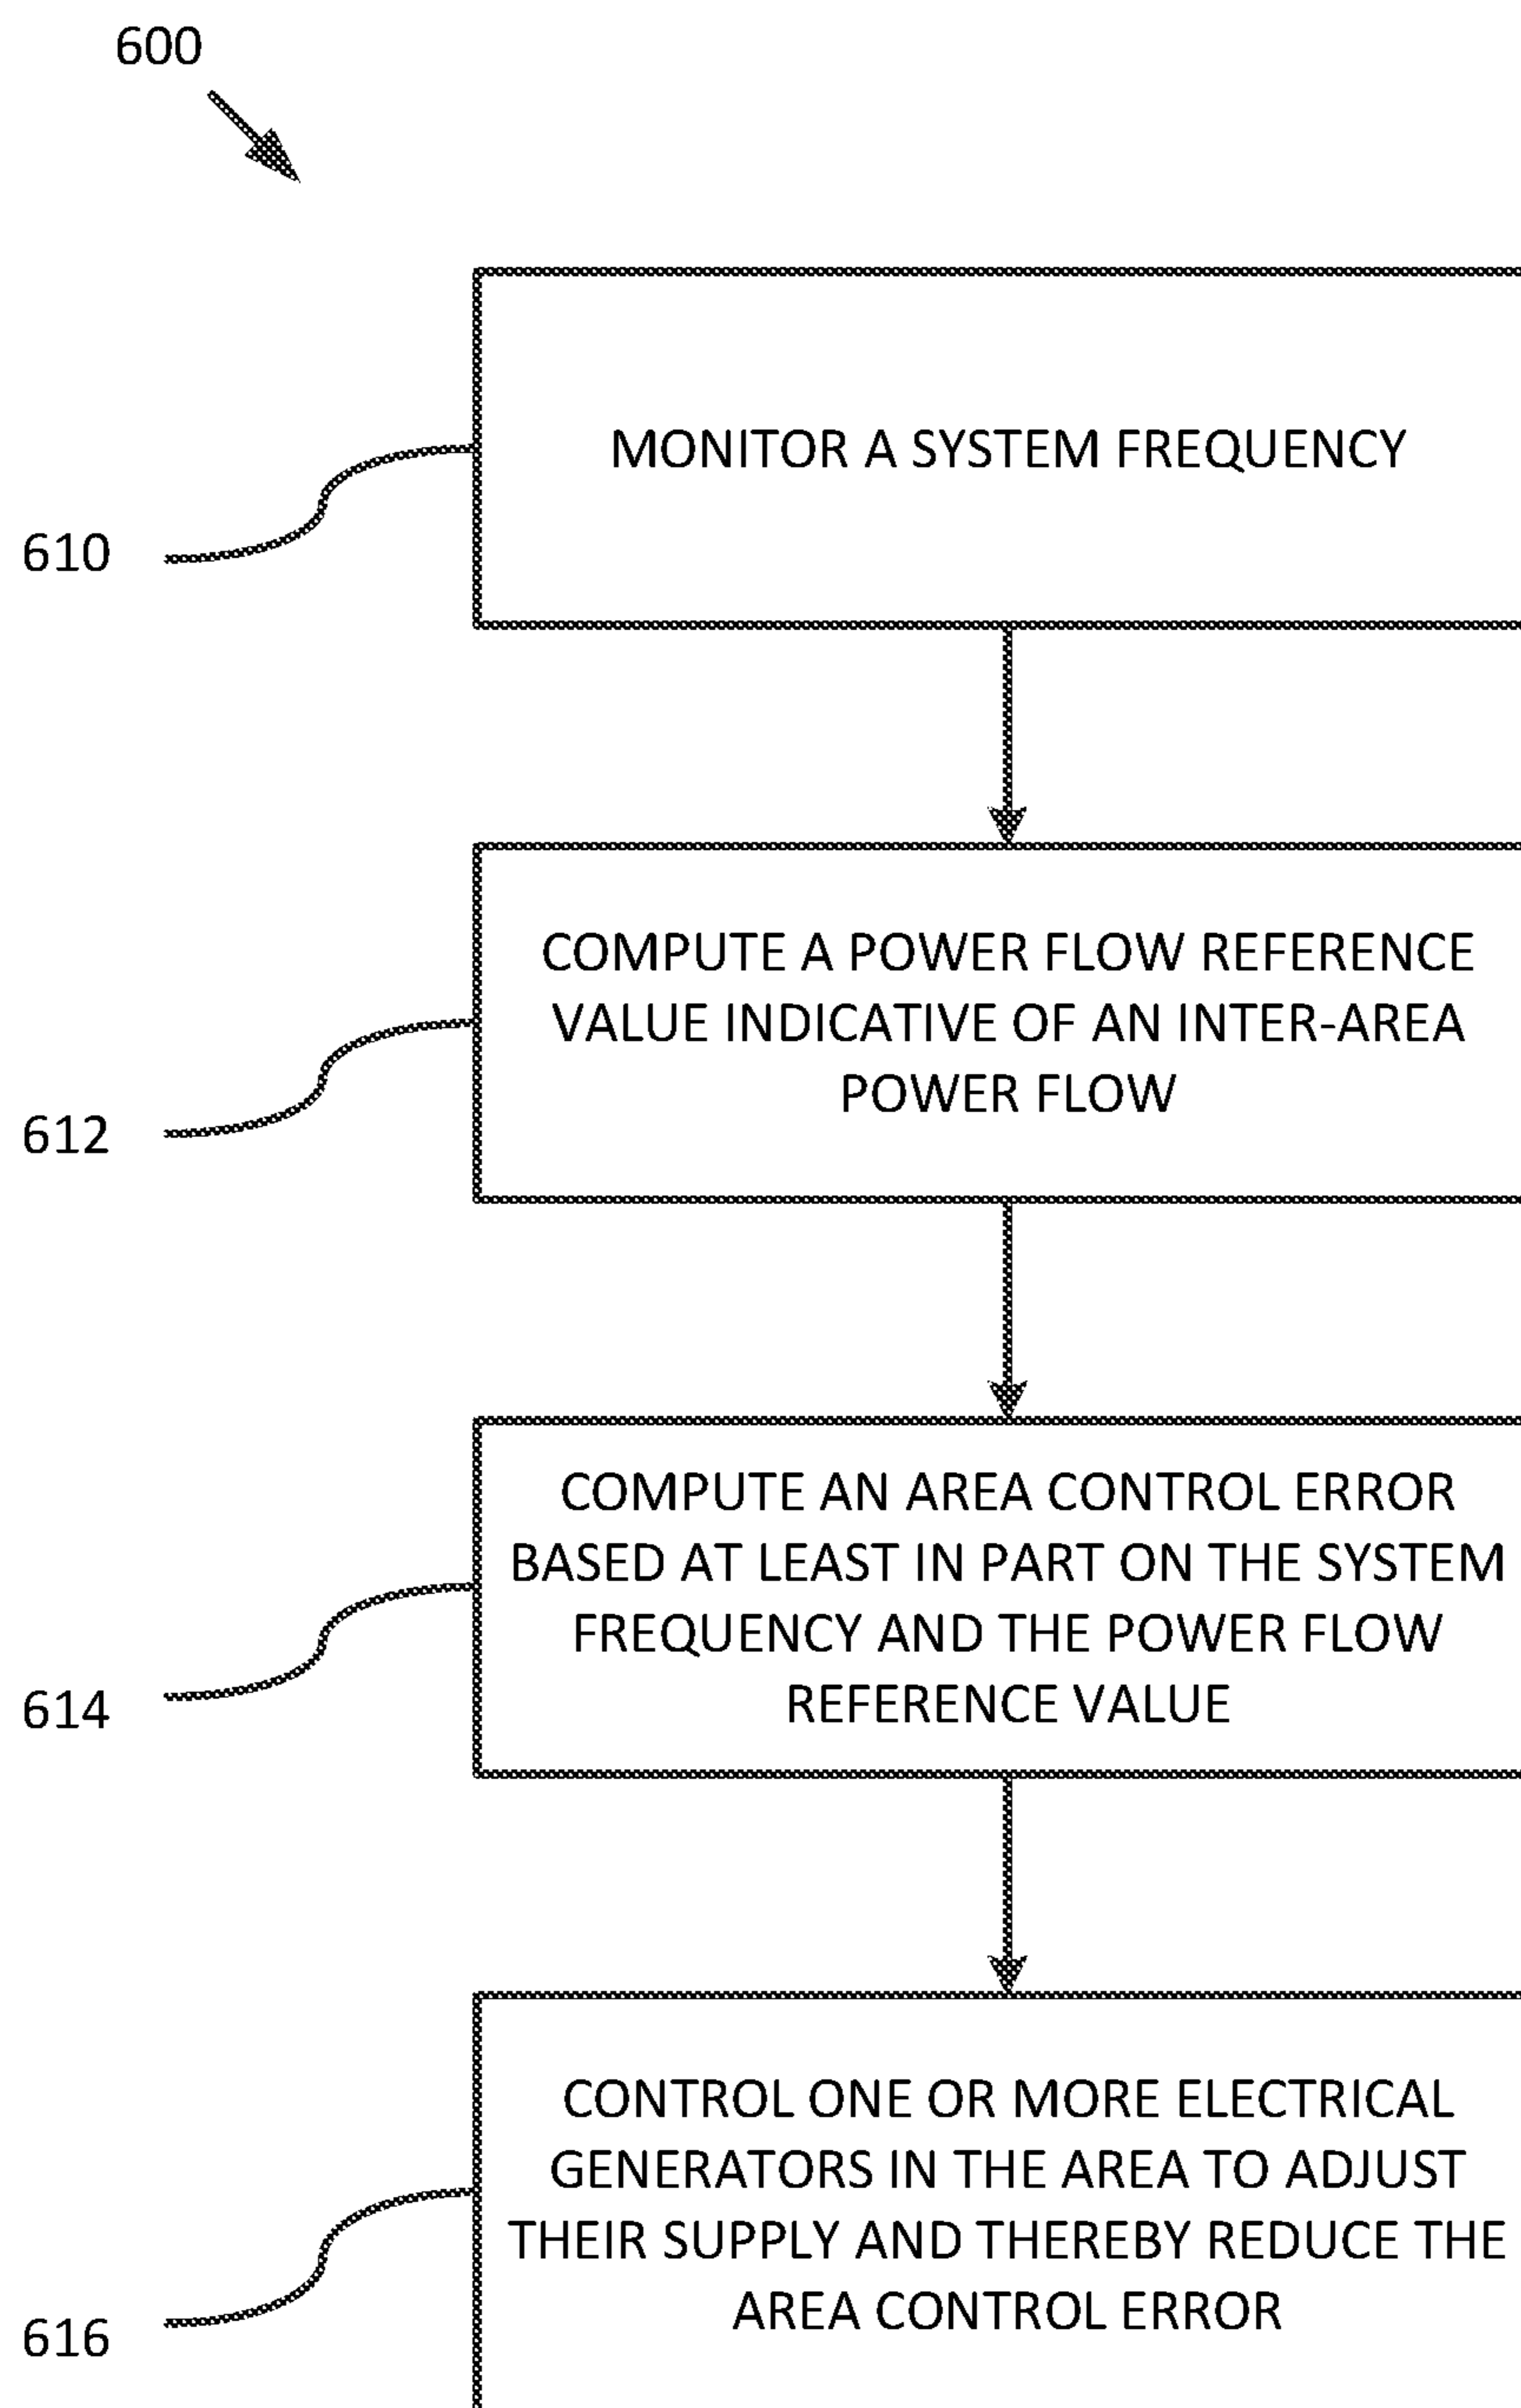 600
MONITOR A SYSTEM FREQUENCY
610
COMPUTE A POWER FLOW REFERENCE
VALUE INDICATIVE OF AN INTER-AREA
POWER FLOW
612
COMPUTE AN AREA CONTROL ERROR
BASED AT LEAST IN PART ON THE SYSTEM
FREQUENCY AND THE POWER FLOW
REFERENCE VALUE
614
CONTROL ONE OR MORE ELECTRICAL
GENERATORS IN THE AREA TO ADJUST
THEIR SUPPLY AND THEREBY REDUCE THE
AREA CONTROL ERROR
616